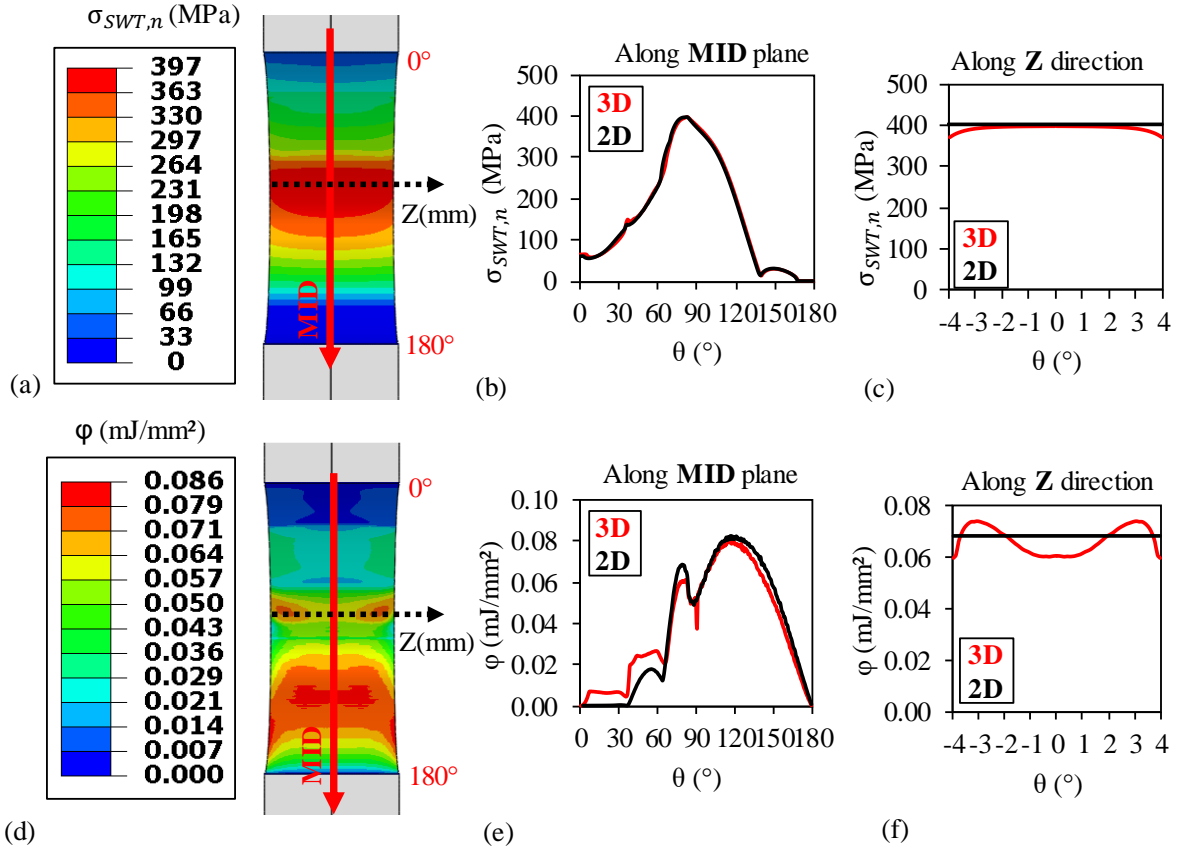 σSWT,n (MPa)
397
363
330
297
264
231
198
165
132
99
66
33
0
0°
Z(mm)
MID
180°
(a)
Along MID plane
σSWT,n (MPa)
500
400
300
200
100
0
3D
2D
0 30 60 90 120 150 180
θ (°)
(b)
Along Z direction
σSWT,n (MPa)
500
400
300
200
100
0
3D
2D
-4 -3 -2 -1 0 1 2 3 4
θ (°)
(c)
φ (mJ/mm²)
0.086
0.079
0.071
0.064
0.057
0.050
0.043
0.036
0.029
0.021
0.014
0.007
0.000
0°
Z(mm)
MID
180°
(d)
Along MID plane
φ (mJ/mm²)
0.10
0.08
0.06
0.04
0.02
0.00
3D
2D
0 30 60 90 120 150 180
θ (°)
(e)
Along Z direction
φ (mJ/mm²)
0.08
0.06
0.04
0.02
0.00
3D
2D
-4 -3 -2 -1 0 1 2 3 4
θ (°)
(f)